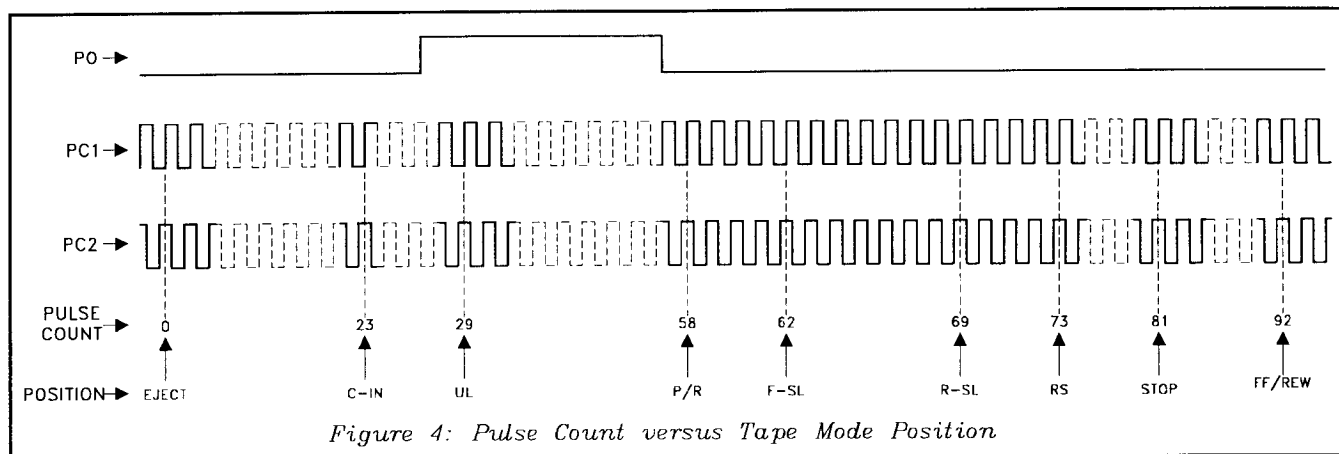 PO
PC1
PC2
PULSE COUNT 0 23 29 58 62 69 73 81 92
POSITION EJECT C-IN UL P/R F-SL R-SL RS STOP FF/REW
Figure 4: Pulse Count versus Tape Mode Position